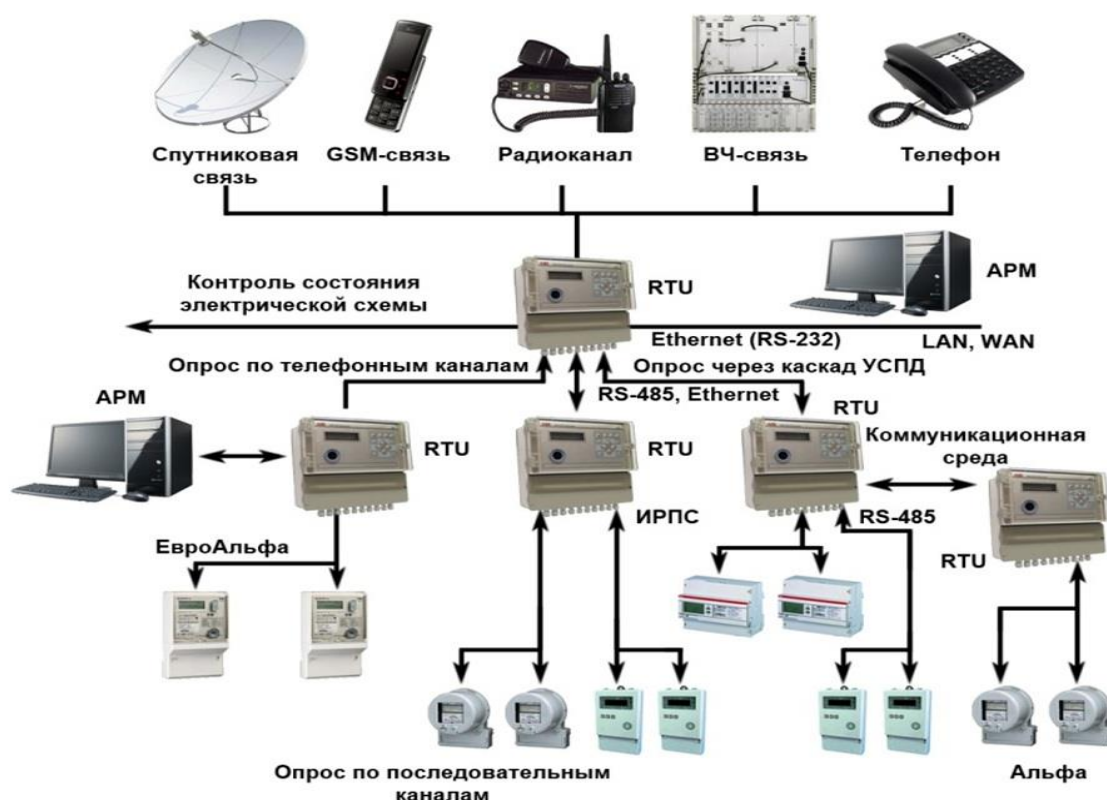 Спутниковая
связь
GSM-связь
Радиоканал
ВЧ-связь
Телефон
Контроль состояния
электрической схемы
RTU
АРМ
Ethernet (RS-232)
LAN, WAN
Опрос по телефонным каналам
Опрос через каскад УСПД
RS-485, Ethernet
АРМ
RTU
RTU
RTU
Коммуникационная
среда
ИРПС
RS-485
RTU
ЕвроАльфа
Опрос по последовательным
каналам
Альфа